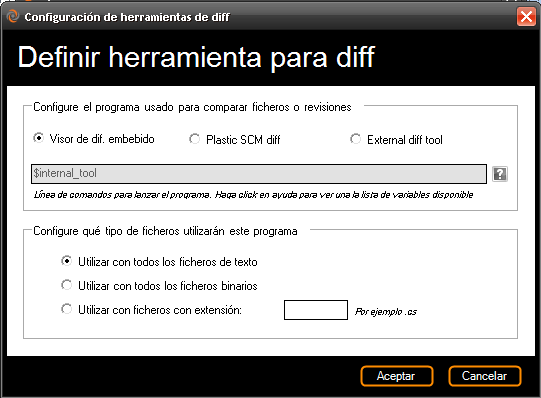 Configuración de herramientas de diff
Definir herramienta para diff
Configure el programa usado para comparar ficheros o revisiones
Visor de dif. embebido
Plastic SCM diff
External diff tool
$internal_tool
?
Línea de comandos para lanzar el programa. Haga click en ayuda para ver una la lista de variables disponible
Configure qué tipo de ficheros utilizarán este programa
Utilizar con todos los ficheros de texto
Utilizar con todos los ficheros binarios
Utilizar con ficheros con extensión:
Por ejemplo .cs
Aceptar
Cancelar